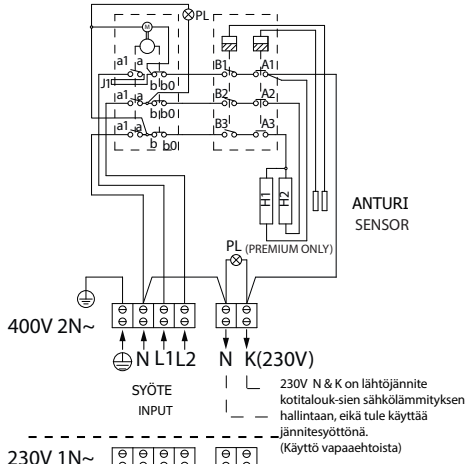 M
PL
a1 a
b b0
B1
A1
J1
a1 a
b b0
B2
A2
a1 a
b b0
B3
A3
H1
H2
ANTURI
SENSOR
PL (PREMIUM ONLY)
400V 2N~
N L1 L2
N K(230V)
SYÖTE
INPUT
230V N & K on lähtöjännite
kotitalouk-sien sähkölämmityksen
hallintaan, eikä tule käyttää
jännitesyöttönä.
(Käyttö vapaaehtoista)
230V 1N~